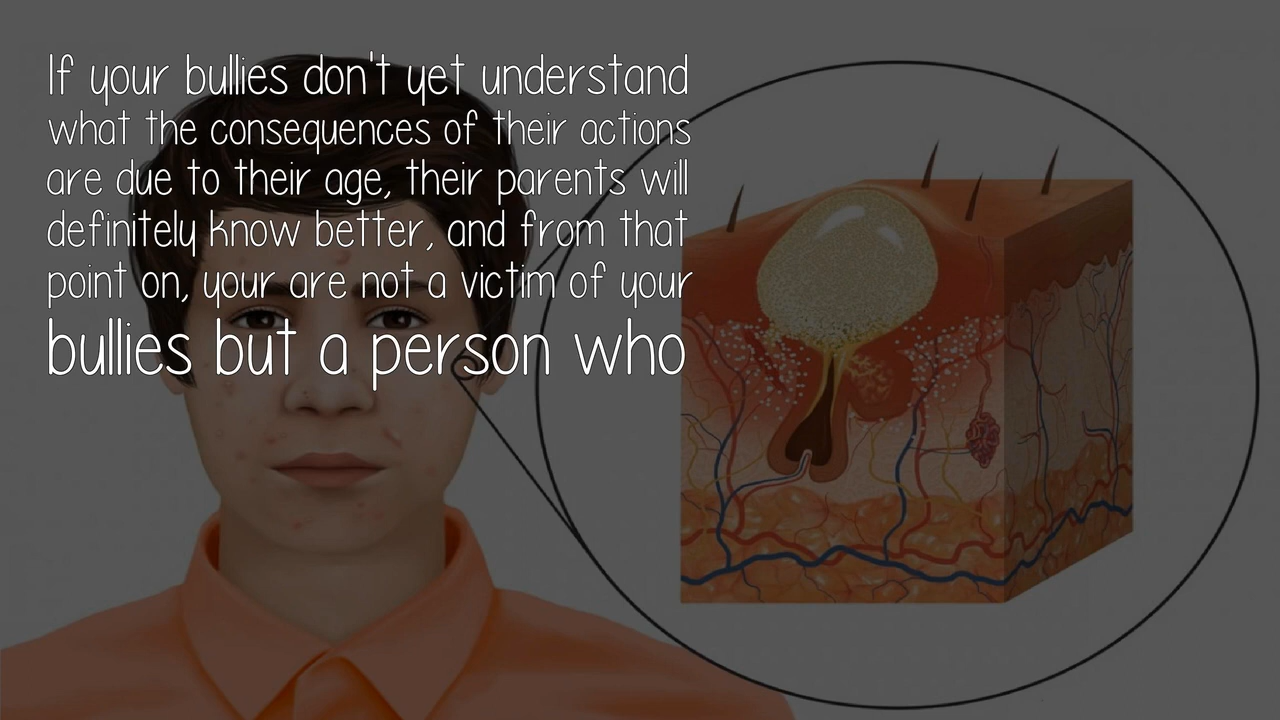 If your bullies don't yet understand
what the consequences of their actions
are due to their age, their parents will
definitely know better, and from that
point on, your are not a victim of your
bullies but a person who